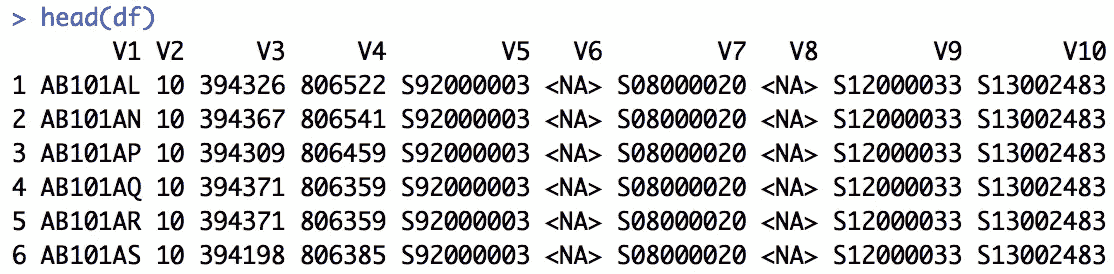 > head(df)
V1 V2 V3 V4 V5 V6 V7 V8 V9 V10
1 AB101AL 10 394326 806522 S92000003 <NA> S08000020 <NA> S12000033 S13002483
2 AB101AN 10 394367 806541 S92000003 <NA> S08000020 <NA> S12000033 S13002483
3 AB101AP 10 394309 806459 S92000003 <NA> S08000020 <NA> S12000033 S13002483
4 AB101AQ 10 394371 806359 S92000003 <NA> S08000020 <NA> S12000033 S13002483
5 AB101AR 10 394371 806359 S92000003 <NA> S08000020 <NA> S12000033 S13002483
6 AB101AS 10 394198 806385 S92000003 <NA> S08000020 <NA> S12000033 S13002483